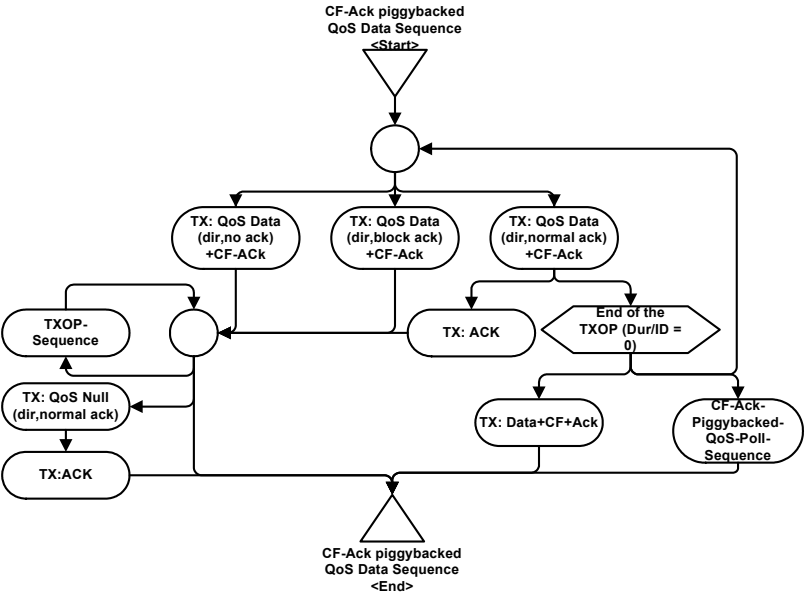 CF-Ack piggybacked
QoS Data Sequence
<Start>
TX: QoS Data
(dir,no ack)
+CF-ACk
TX: QoS Data
(dir,block ack)
+CF-Ack
TX: QoS Data
(dir,normal ack)
+CF-Ack
TXOP-
Sequence
TX: ACK
End of the
TXOP (Dur/ID =
0)
TX: QoS Null
(dir,normal ack)
TX: Data+CF+Ack
CF-Ack-
Piggybacked-
QoS-Poll-
Sequence
TX:ACK
CF-Ack piggybacked
QoS Data Sequence
<End>